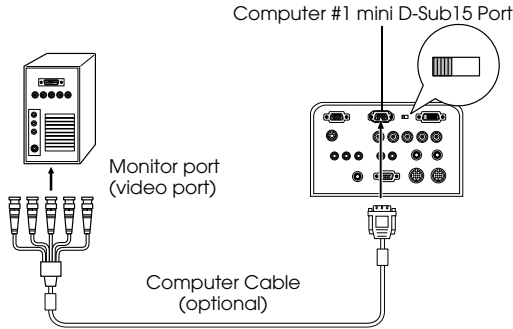 Computer #1 mini D-Sub15 Port
Monitor port
(video port)
Computer Cable
(optional)